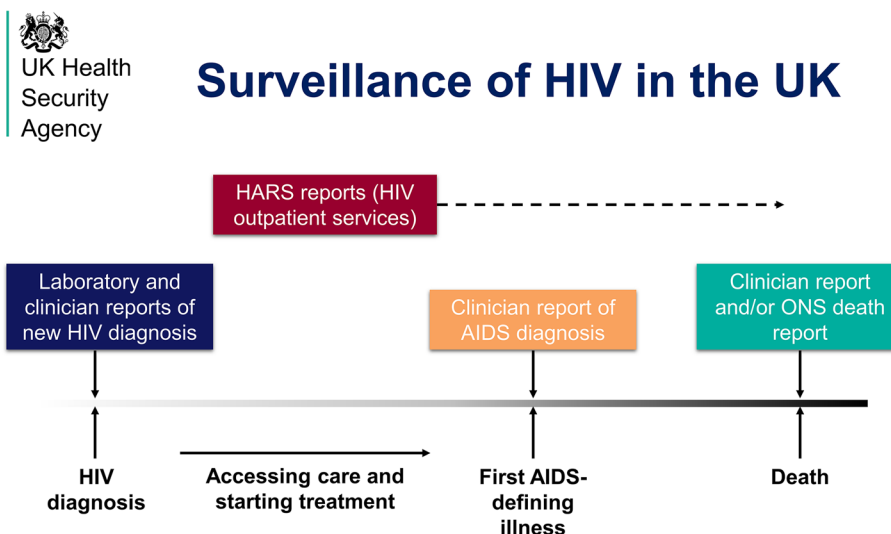 UK Health
Security
Agency
Surveillance of HIV in the UK
HARS reports (HIV
outpatient services)
Laboratory and
clinician reports of
new HIV diagnosis
Clinician report of
AIDS diagnosis
Clinician report
and/or ONS death
report
HIV
diagnosis
Accessing care and
starting treatment
First AIDS-
defining
illness
Death